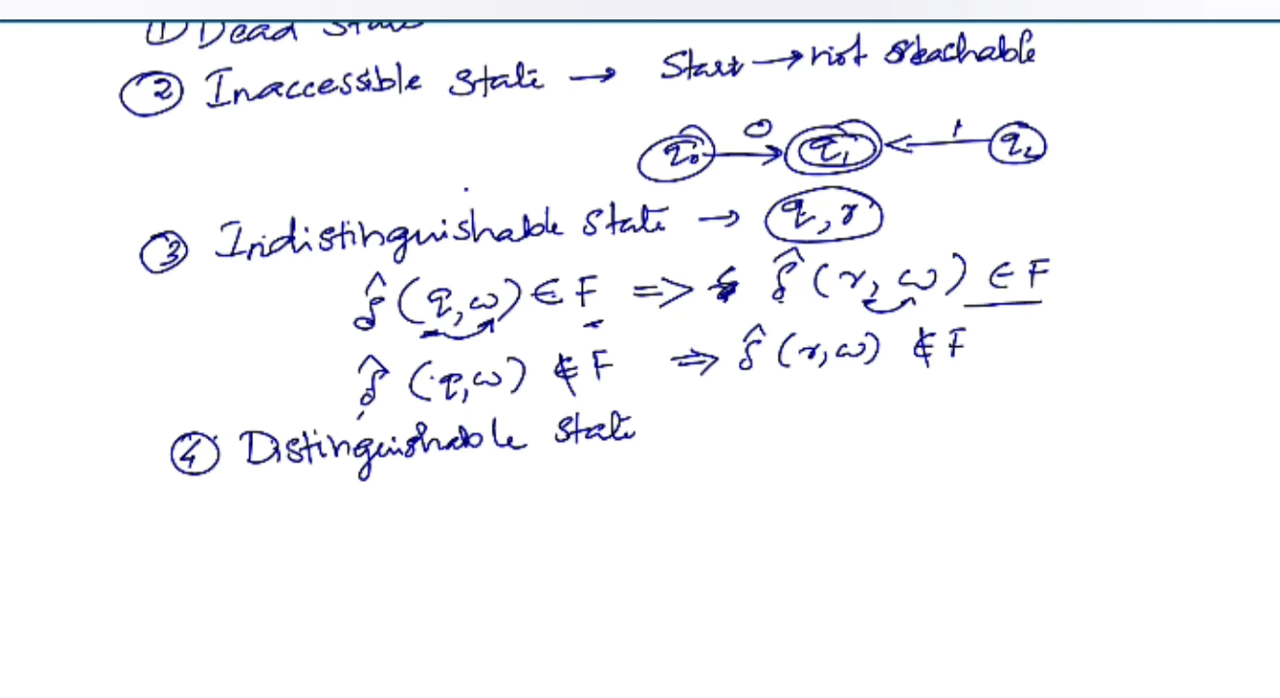 ① Dead State
② Inaccessible State → Start → not reachable
q₀ 0 → q₁ ← 1 q₂
③ Indistinguishable State → q, r
δ̂(q,ω) ∈ F => δ̂(r,ω) ∈ F
δ̂(q,ω) ∉ F => δ̂(r,ω) ∉ F
④ Distinguishable State